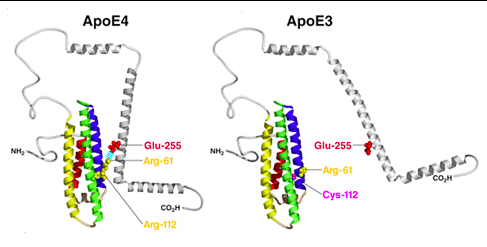 ApoE4
ApoE3
Glu-255
Glu-255
NH2
Arg-61
NH2
Arg-61
Cys-112
CO2H
CO2H
Arg-112